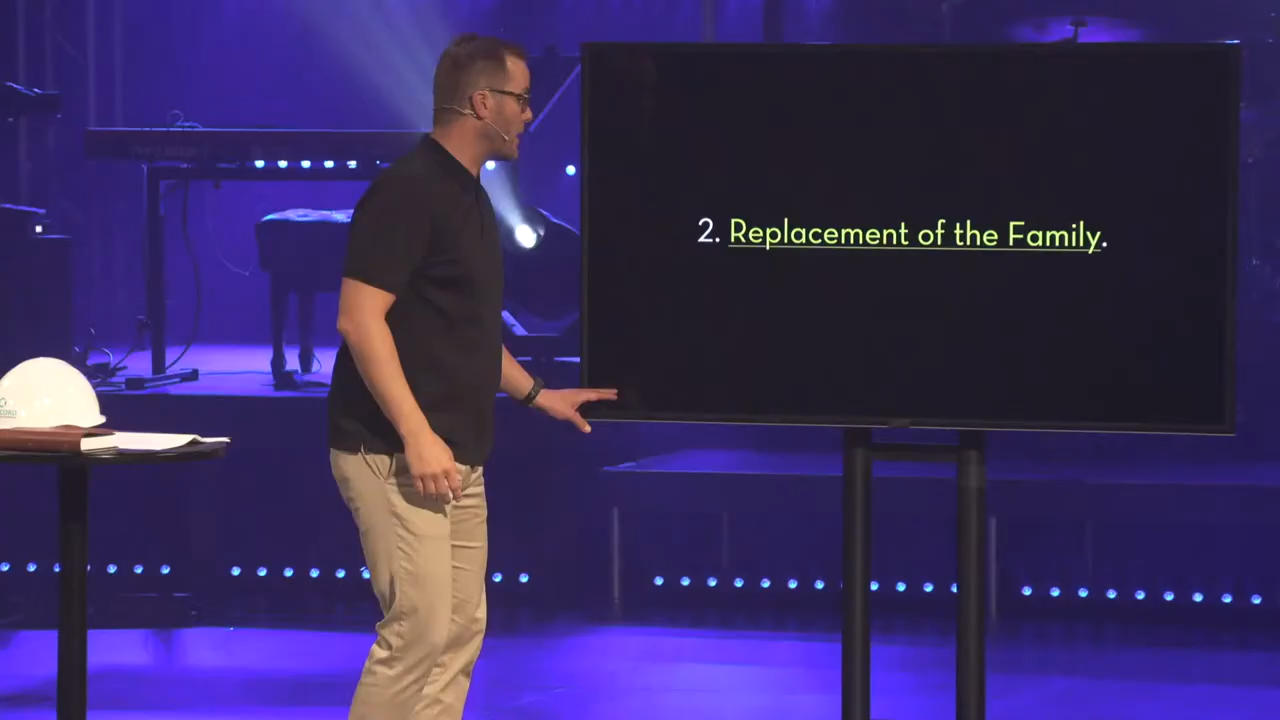 2. Replacement of the Family.